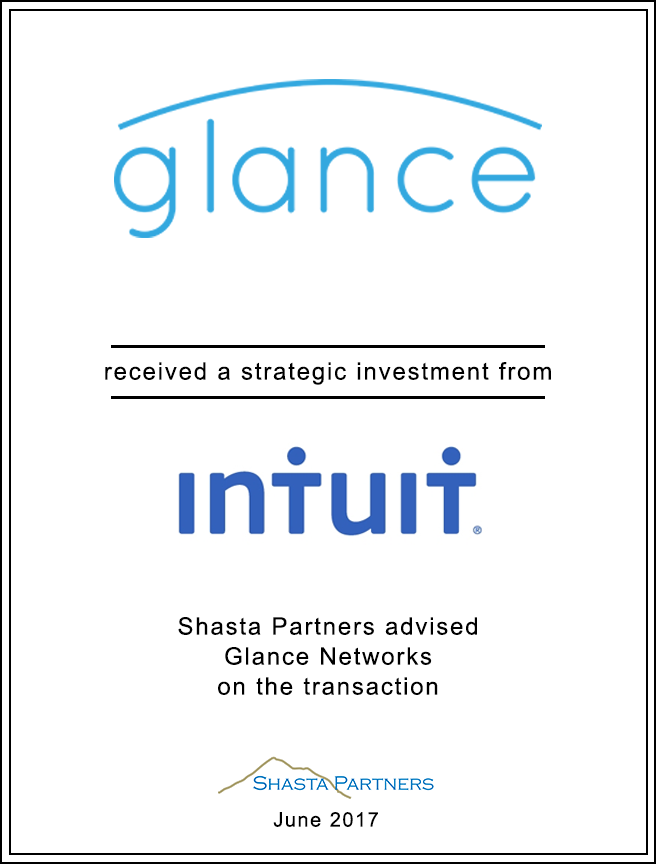 glance
received a strategic investment from
intuit®
Shasta Partners advised
Glance Networks
on the transaction
SHASTA PARTNERS
June 2017